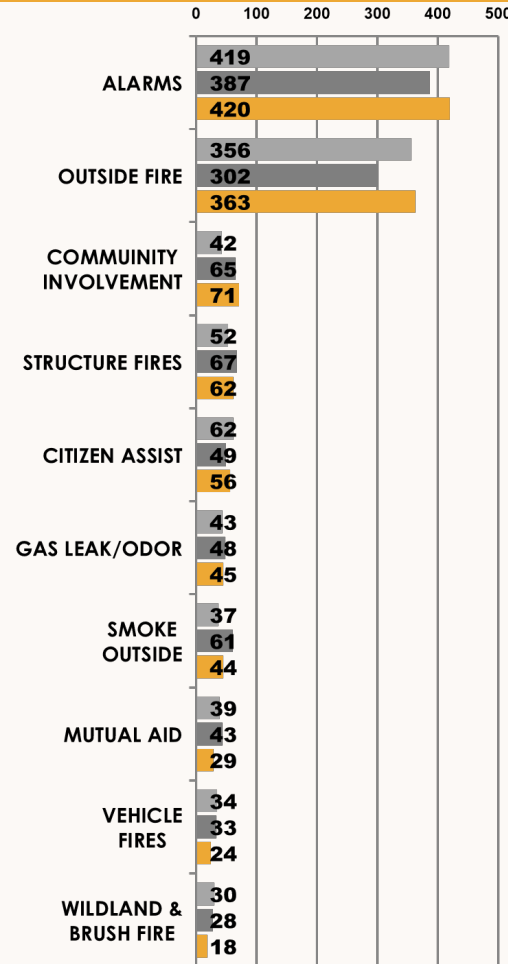 0 100 200 300 400 500
ALARMS
419
387
420
OUTSIDE FIRE
356
302
363
COMMUINITY
INVOLVEMENT
42
65
71
STRUCTURE FIRES
52
67
62
CITIZEN ASSIST
62
49
56
GAS LEAK/ODOR
43
48
45
SMOKE
OUTSIDE
37
61
44
MUTUAL AID
39
43
29
VEHICLE
FIRES
34
33
24
WILDLAND &
BRUSH FIRE
30
28
18